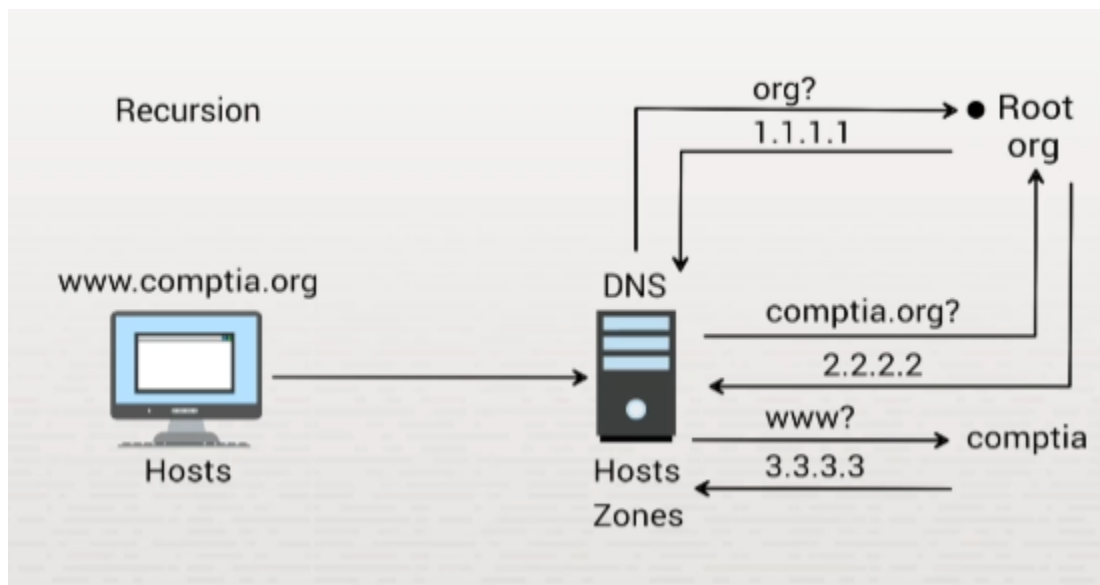 Recursion
org?
1.1.1.1
Root
org
www.comptia.org
DNS
comptia.org?
2.2.2.2
www?
3.3.3.3
comptia
Hosts
Hosts
Zones